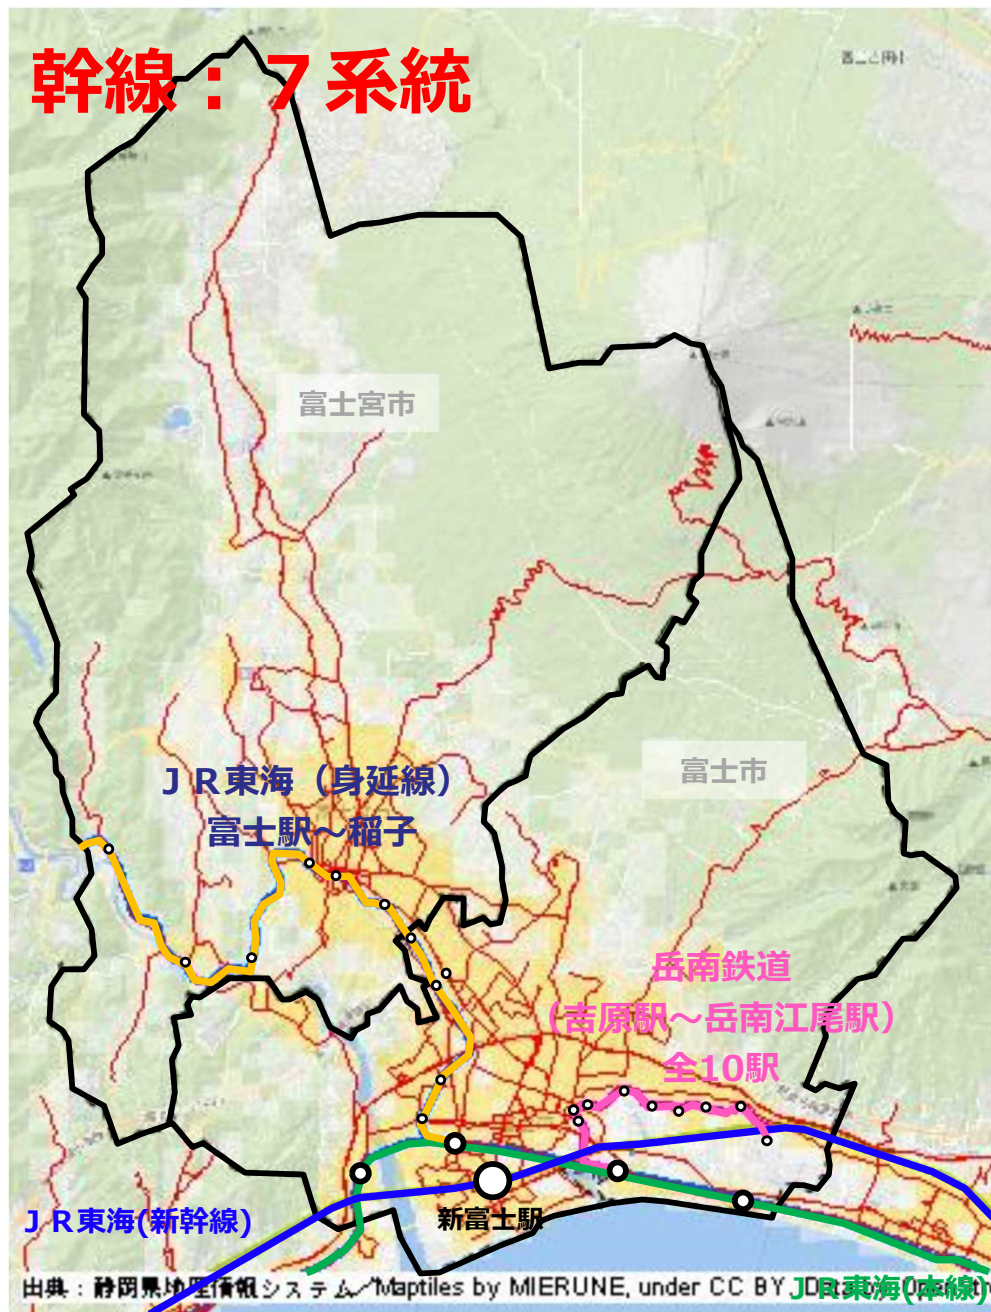 幹線：７系統
富士宮市
富士市
ＪＲ東海（身延線）
富士駅～稲子
岳南鉄道
（吉原駅～岳南江尾駅）
全10駅
ＪＲ東海(新幹線)
新富士駅
出典：静岡県地理情報システム／Maptiles by MIERUNE, under CC BY
ＪＲ東海(本線)